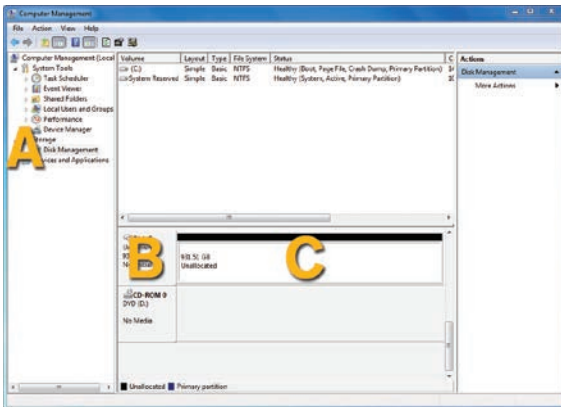 Computer Management
File Action View Help
Computer Management (Local
System Tools
Task Scheduler
Event Viewer
Shared Folders
Local Users and Groups
Performance
Device Manager
Disk Management
and Applications
A
Volume Layout Type File System Status
(C:) Simple Basic NTFS Healthy (Boot, Page File, Crash Dump, Primary Partition)
System Reserved Simple Basic NTFS Healthy (System, Active, Primary Partition)
Actions
Disk Management
More Actions
B
931.51 GB
Unallocated
C
CD-ROM 0
DVD (D:)
No Media
Unallocated Primary partition